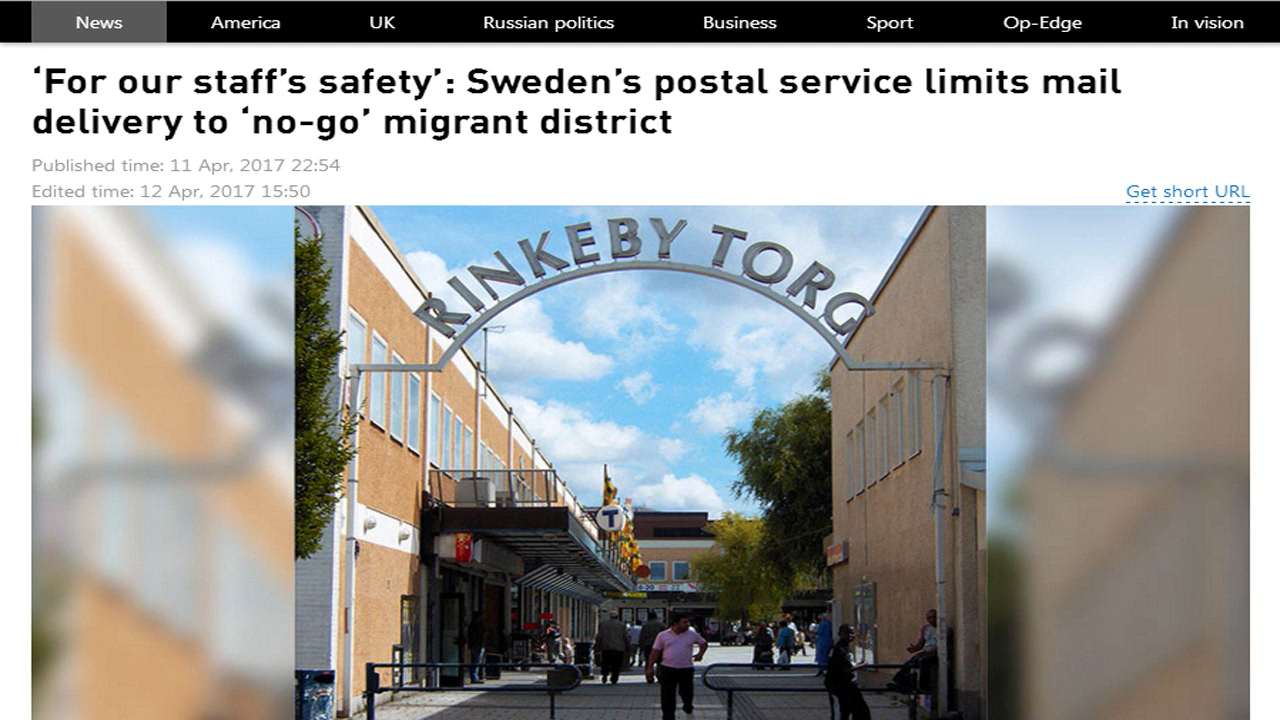 News America UK Russian politics Business Sport Op-Edge In vision
‘For our staff’s safety’: Sweden’s postal service limits mail
delivery to ‘no-go’ migrant district
Published time: 11 Apr, 2017 22:54
Edited time: 12 Apr, 2017 15:50
Get short URL
RINKEBY TORG
T